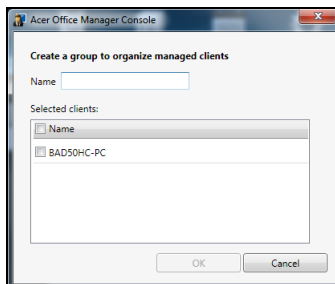 Acer Office Manager Console
Create a group to organize managed clients
Name
Selected clients:
Name
BAD50HC-PC
OK Cancel